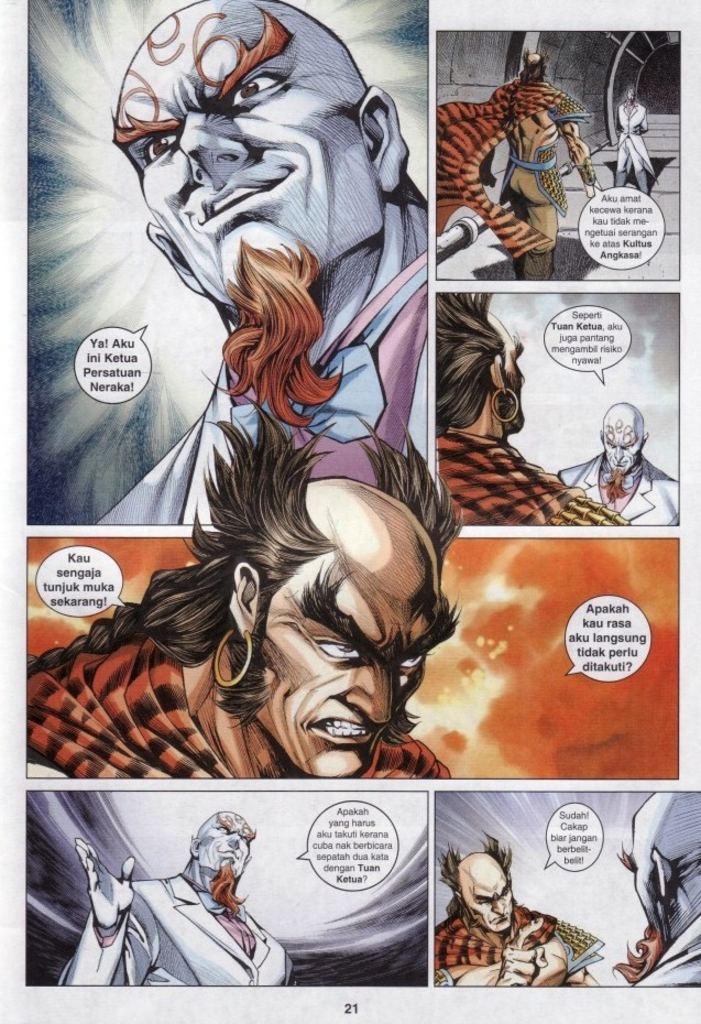 Ya! Aku
ini Ketua
Persatuan
Neraka!
Aku amat
kecewa kerana
kau tidak me-
ngetuai serangan
ke atas Kultus
Angkasa!
Seperti
Tuan Ketua, aku
juga pantang
mengambil risiko
nyawa!
Kau
sengaja
tunjuk muka
sekarang!
Apakah
kau rasa
aku langsung
tidak perlu
ditakuti?
Apakah
yang harus
aku takuti kerana
cuba nak berbicara
sepatah dua kata
dengan Tuan
Ketua?
Sudah!
Cakap
biar jangan
berbelit-
belit!
21